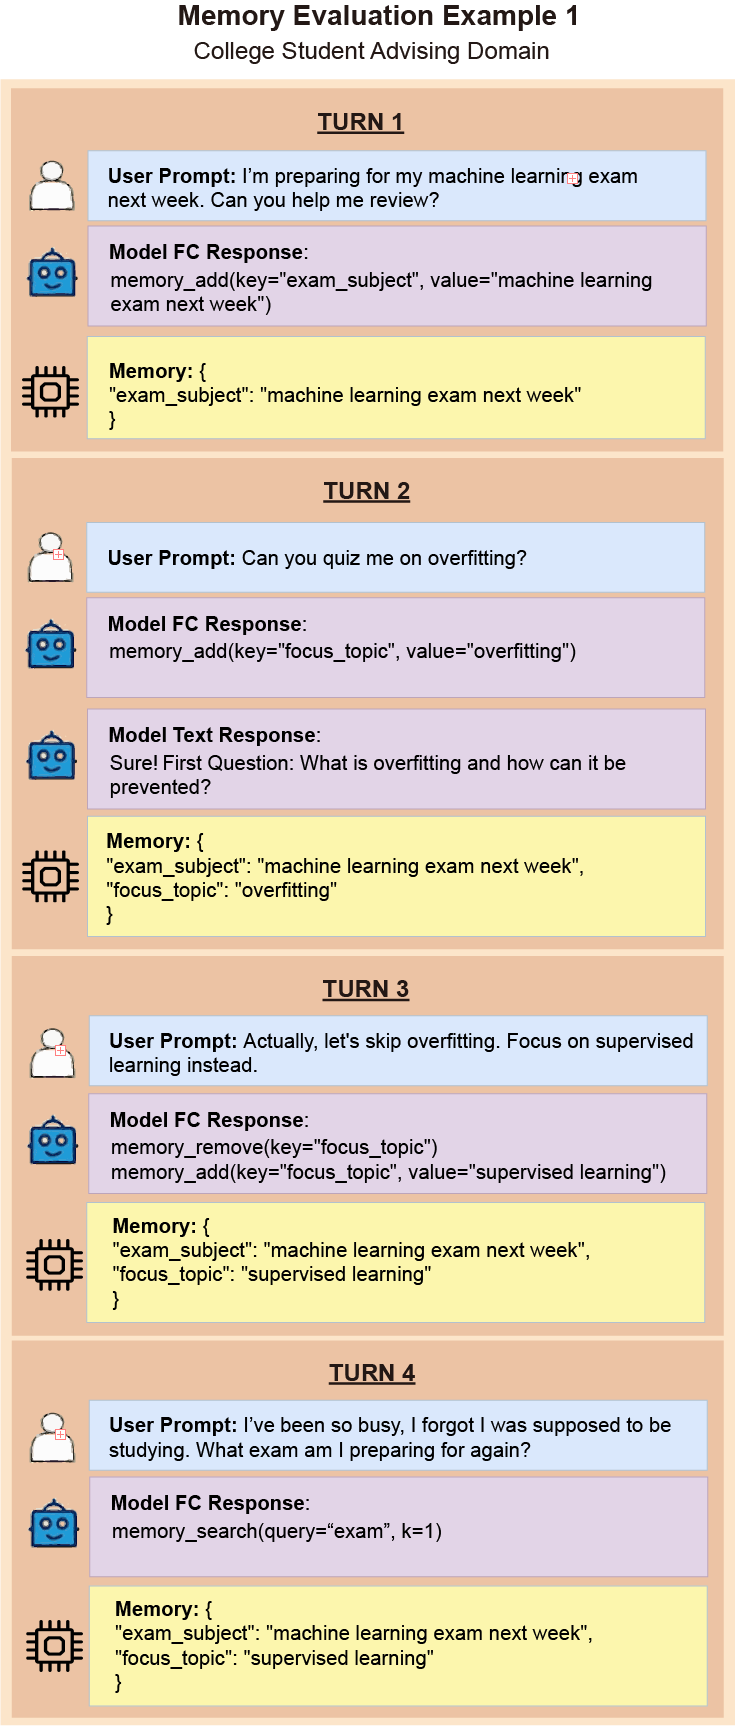 Memory Evaluation Example 1
College Student Advising Domain
TURN 1
User Prompt: I’m preparing for my machine learning exam
next week. Can you help me review?
Model FC Response:
memory_add(key="exam_subject", value="machine learning
exam next week")
Memory: {
"exam_subject": "machine learning exam next week"
}
TURN 2
User Prompt: Can you quiz me on overfitting?
Model FC Response:
memory_add(key="focus_topic", value="overfitting")
Model Text Response:
Sure! First Question: What is overfitting and how can it be
prevented?
Memory: {
"exam_subject": "machine learning exam next week",
"focus_topic": "overfitting"
}
TURN 3
User Prompt: Actually, let's skip overfitting. Focus on supervised
learning instead.
Model FC Response:
memory_remove(key="focus_topic")
memory_add(key="focus_topic", value="supervised learning")
Memory: {
"exam_subject": "machine learning exam next week",
"focus_topic": "supervised learning"
}
TURN 4
User Prompt: I’ve been so busy, I forgot I was supposed to be
studying. What exam am I preparing for again?
Model FC Response:
memory_search(query=“exam”, k=1)
Memory: {
"exam_subject": "machine learning exam next week",
"focus_topic": "supervised learning"
}